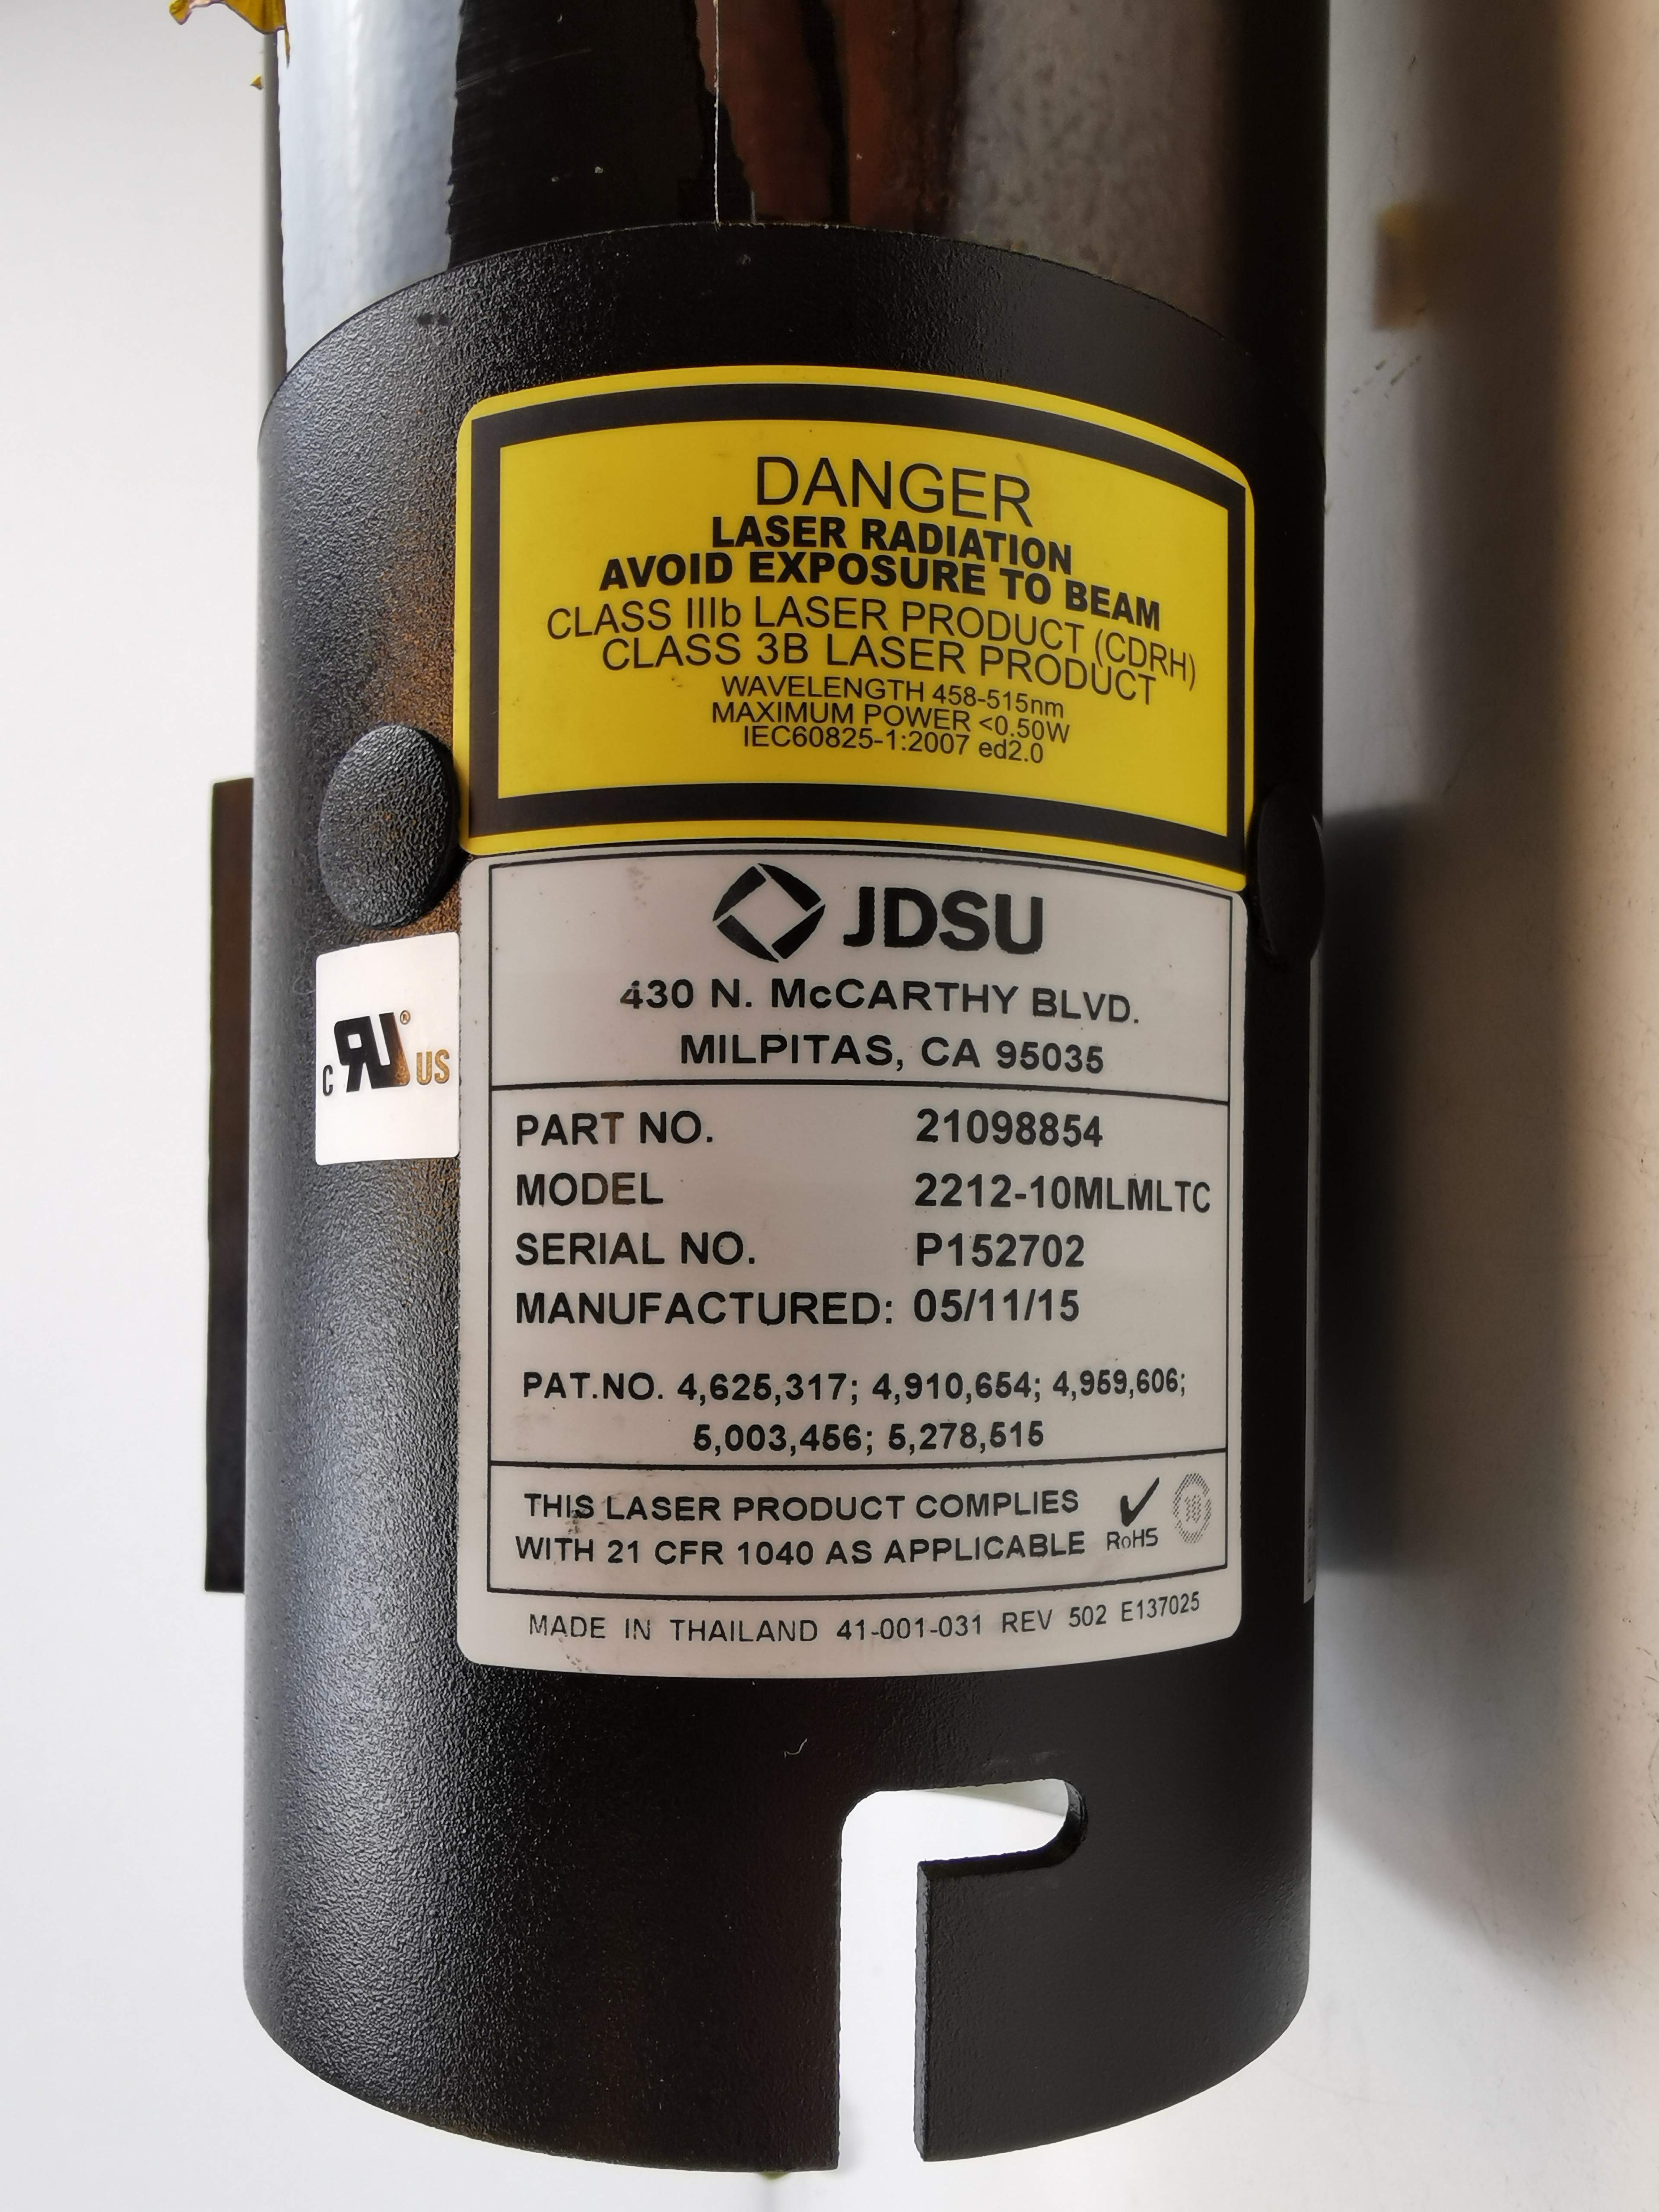 DANGER
LASER RADIATION
AVOID EXPOSURE TO BEAM
CLASS IIIb LASER PRODUCT (CDRH)
CLASS 3B LASER PRODUCT
WAVELENGTH 458-515nm
MAXIMUM POWER <0.50W
IEC60825-1:2007 ed2.0
JDSU
430 N. McCARTHY BLVD.
MILPITAS, CA 95035
c RU® US
PART NO. 21098854
MODEL 2212-10MLMLTC
SERIAL NO. P152702
MANUFACTURED: 05/11/15
PAT.NO. 4,625,317; 4,910,654; 4,959,606;
5,003,456; 5,278,515
THIS LASER PRODUCT COMPLIES
WITH 21 CFR 1040 AS APPLICABLE
RoHS
10
MADE IN THAILAND 41-001-031 REV 502 E137025